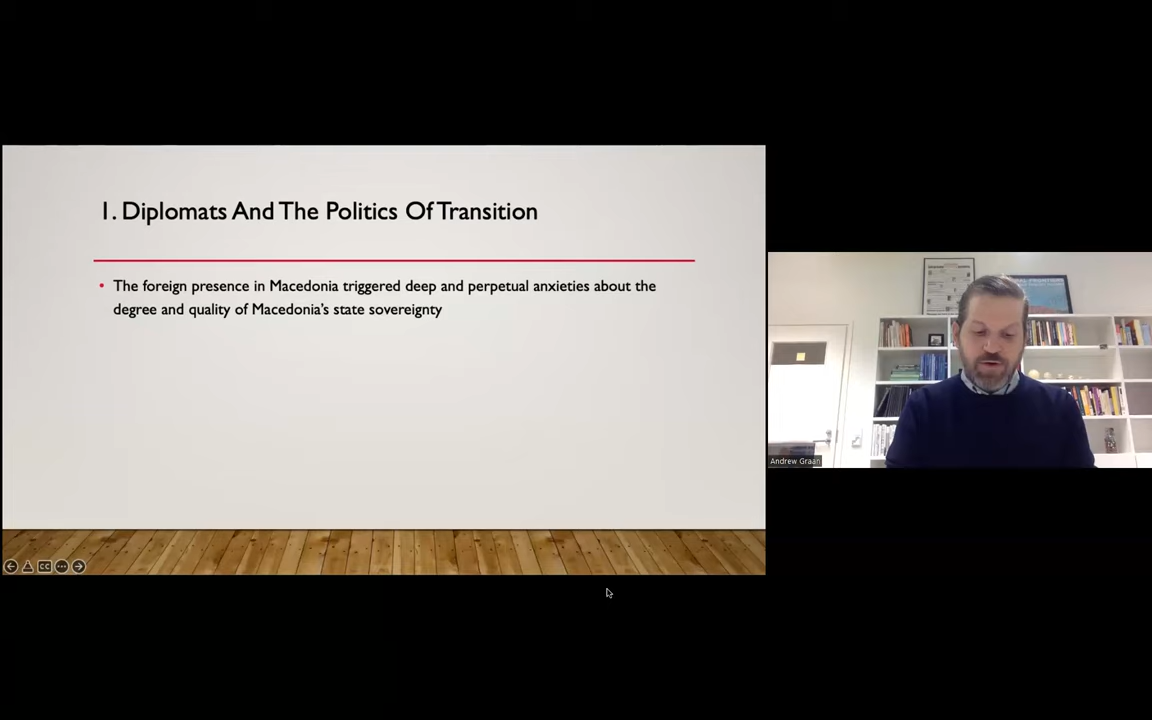 1. Diplomats And The Politics Of Transition
• The foreign presence in Macedonia triggered deep and perpetual anxieties about the
degree and quality of Macedonia's state sovereignty
CC
Andrew Graan